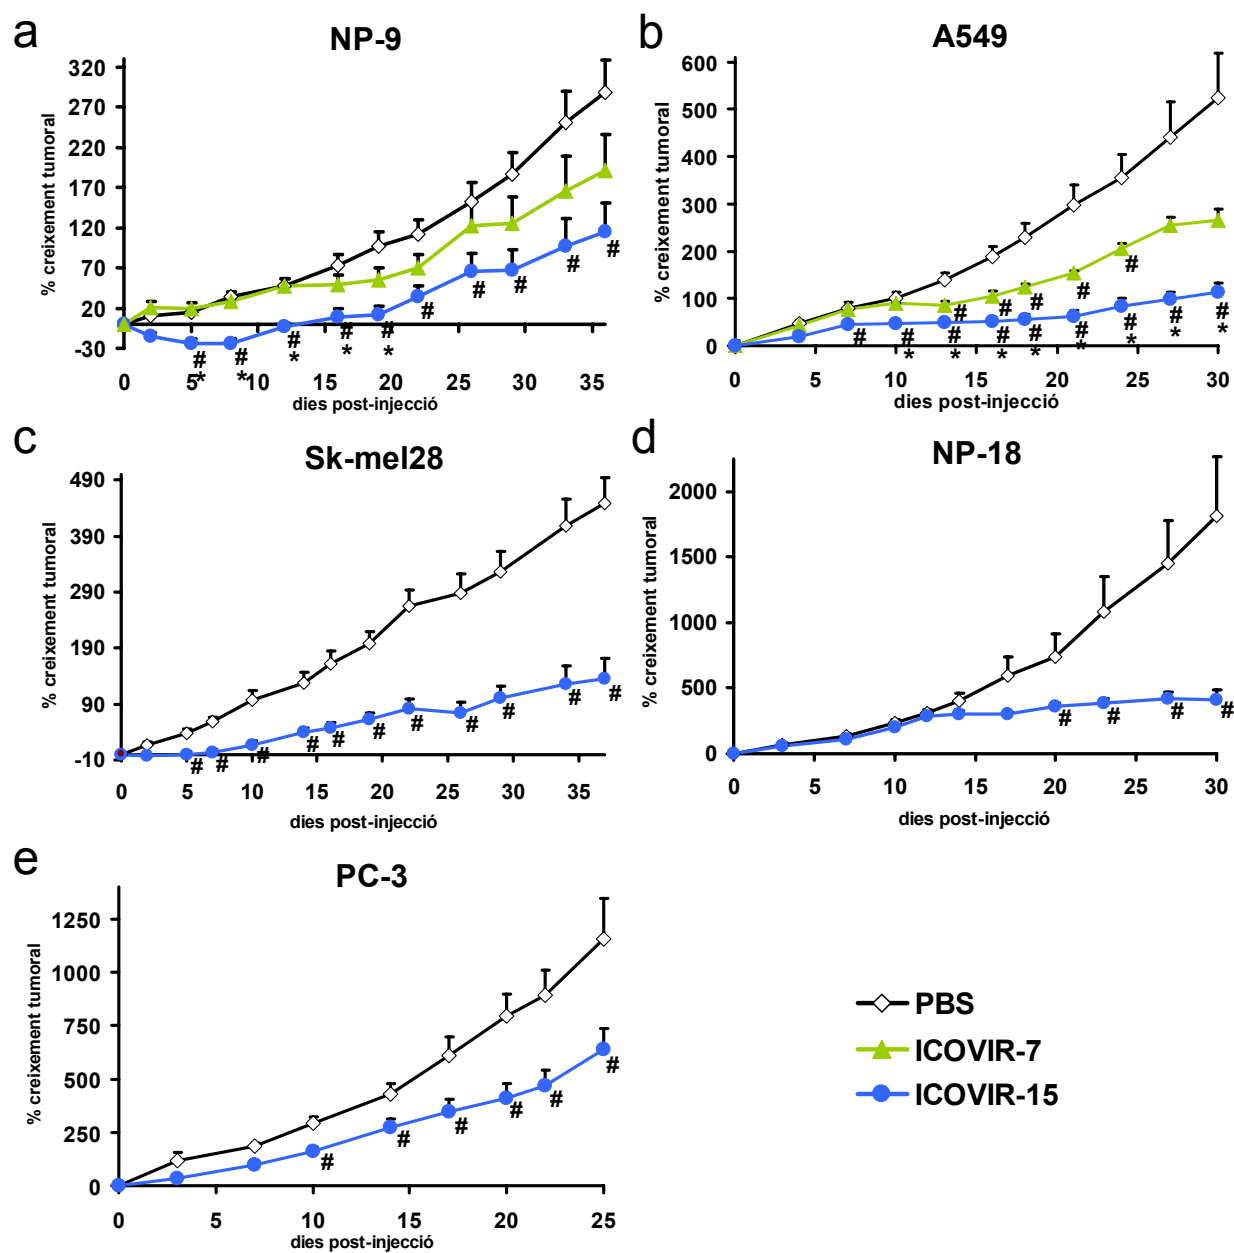 a
NP-9
% creixement tumoral
320
270
220
170
120
70
20
-30
# # # # # # # # # #
* * * * *
0 5 10 15 20 25 30 35
dies post-injecció
b
A549
% creixement tumoral
600
500
400
300
200
100
0
# # # # #
# # # # # # # # #
* * * * * * * *
0 5 10 15 20 25 30
dies post-injecció
c
Sk-mel28
% creixement tumoral
490
390
290
190
90
-10
# # # # # # # # # # #
0 5 10 15 20 25 30 35
dies post-injecció
d
NP-18
% creixement tumoral
2000
1500
1000
500
0
# # # #
0 5 10 15 20 25 30
dies post-injecció
e
PC-3
% creixement tumoral
1250
1000
750
500
250
0
# # # # # #
0 5 10 15 20 25
dies post-injecció
PBS
ICOVIR-7
ICOVIR-15